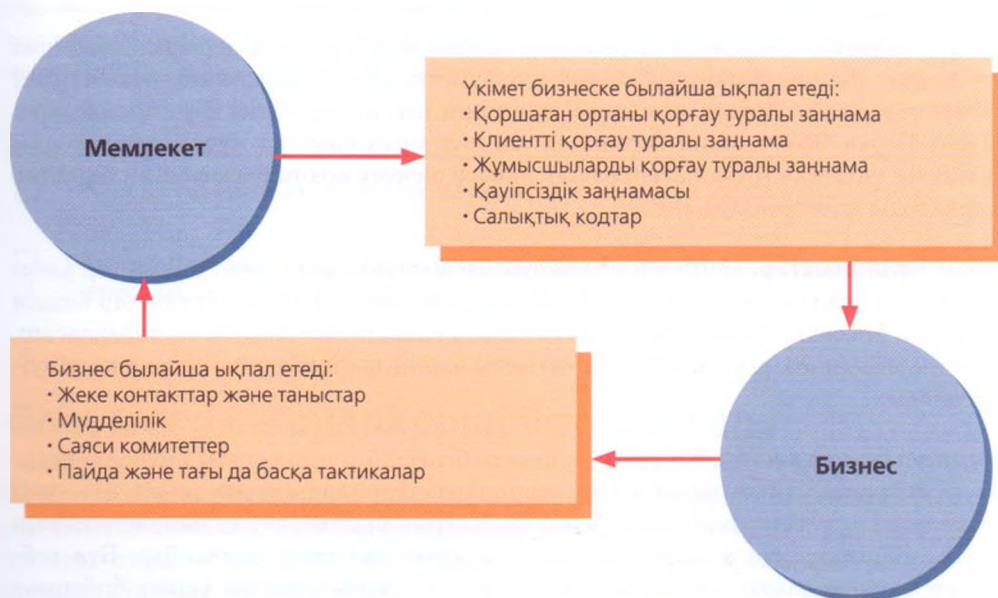 Мемлекет
Үкімет бизнеске былайша ықпал етеді:
• Қоршаған ортаны қорғау туралы заңнама
• Клиентті қорғау туралы заңнама
• Жұмысшыларды қорғау туралы заңнама
• Қауіпсіздік заңнамасы
• Салықтық кодтар
Бизнес былайша ықпал етеді:
• Жеке контакттар және таныстар
• Мүдделілік
• Саяси комитеттер
• Пайда және тағы да басқа тактикалар
Бизнес